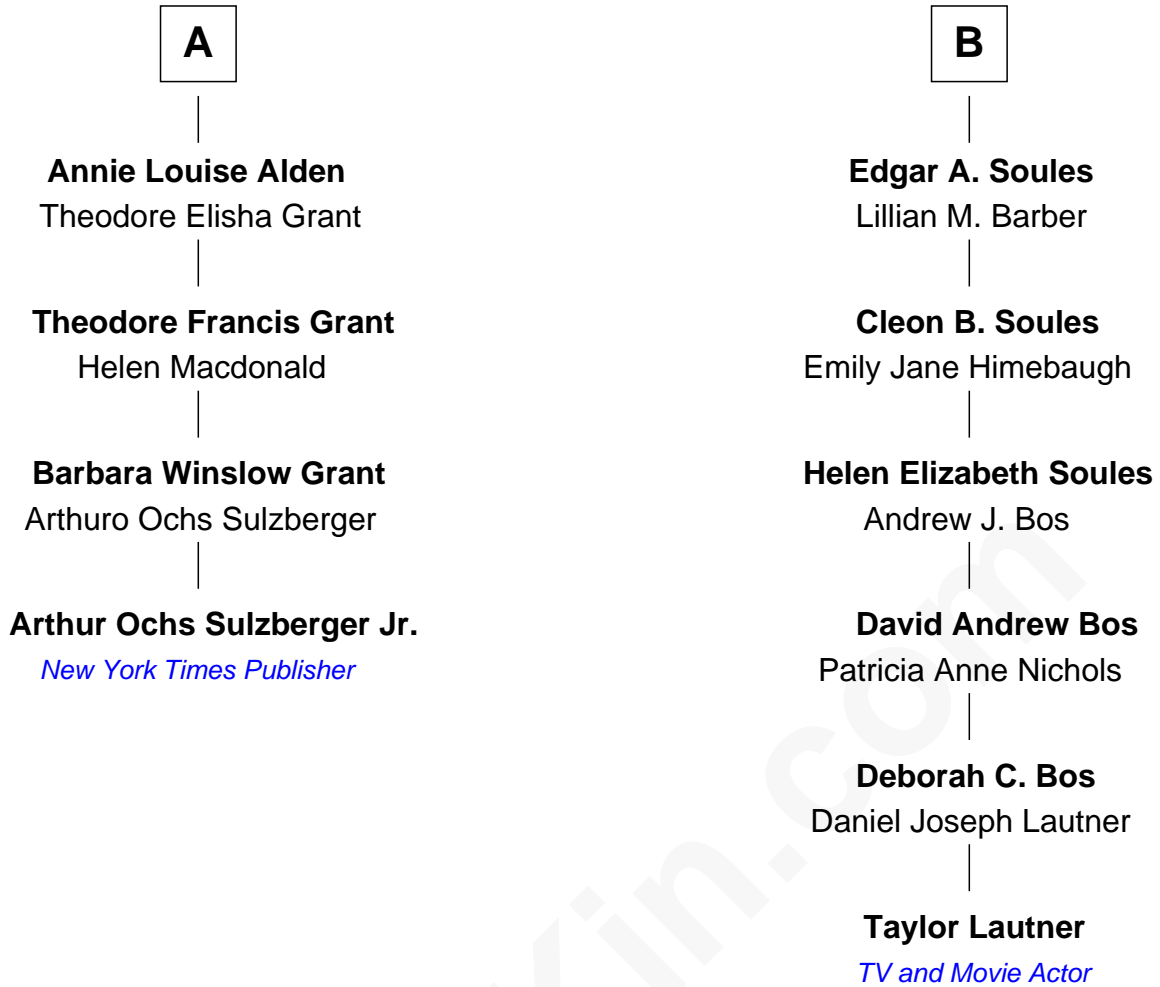 A
Annie Louise Alden
Theodore Elisha Grant
Theodore Francis Grant
Helen Macdonald
Barbara Winslow Grant
Arthuro Ochs Sulzberger
Arthur Ochs Sulzberger Jr.
New York Times Publisher
B
Edgar A. Soules
Lillian M. Barber
Cleon B. Soules
Emily Jane Himebaugh
Helen Elizabeth Soules
Andrew J. Bos
David Andrew Bos
Patricia Anne Nichols
Deborah C. Bos
Daniel Joseph Lautner
Taylor Lautner
TV and Movie Actor
Kin.com